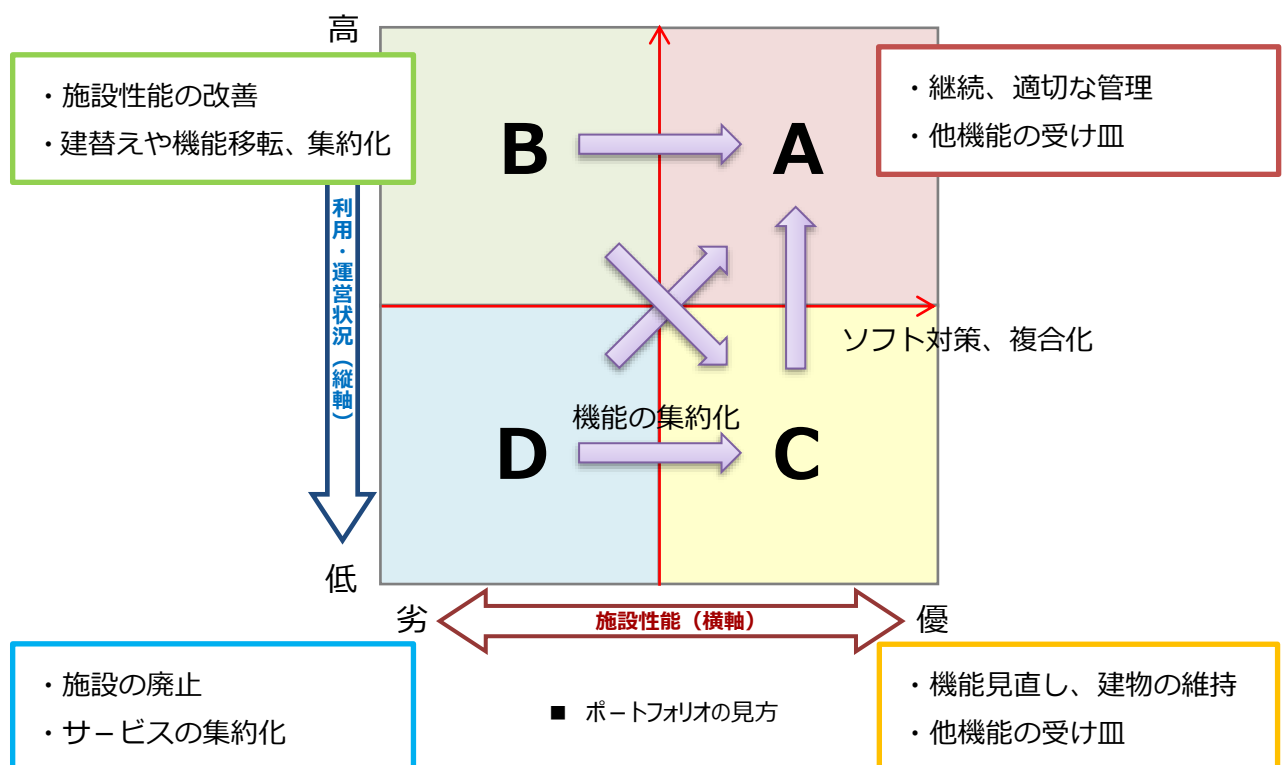 高
・施設性能の改善
・建替えや機能移転、集約化
・継続、適切な管理
・他機能の受け皿
B
A
利用・運営状況（縦軸）
ソフト対策、複合化
機能の集約化
D
C
低
劣
施設性能（横軸）
優
・施設の廃止
・サービスの集約化
■ ポートフォリオの見方
・機能見直し、建物の維持
・他機能の受け皿